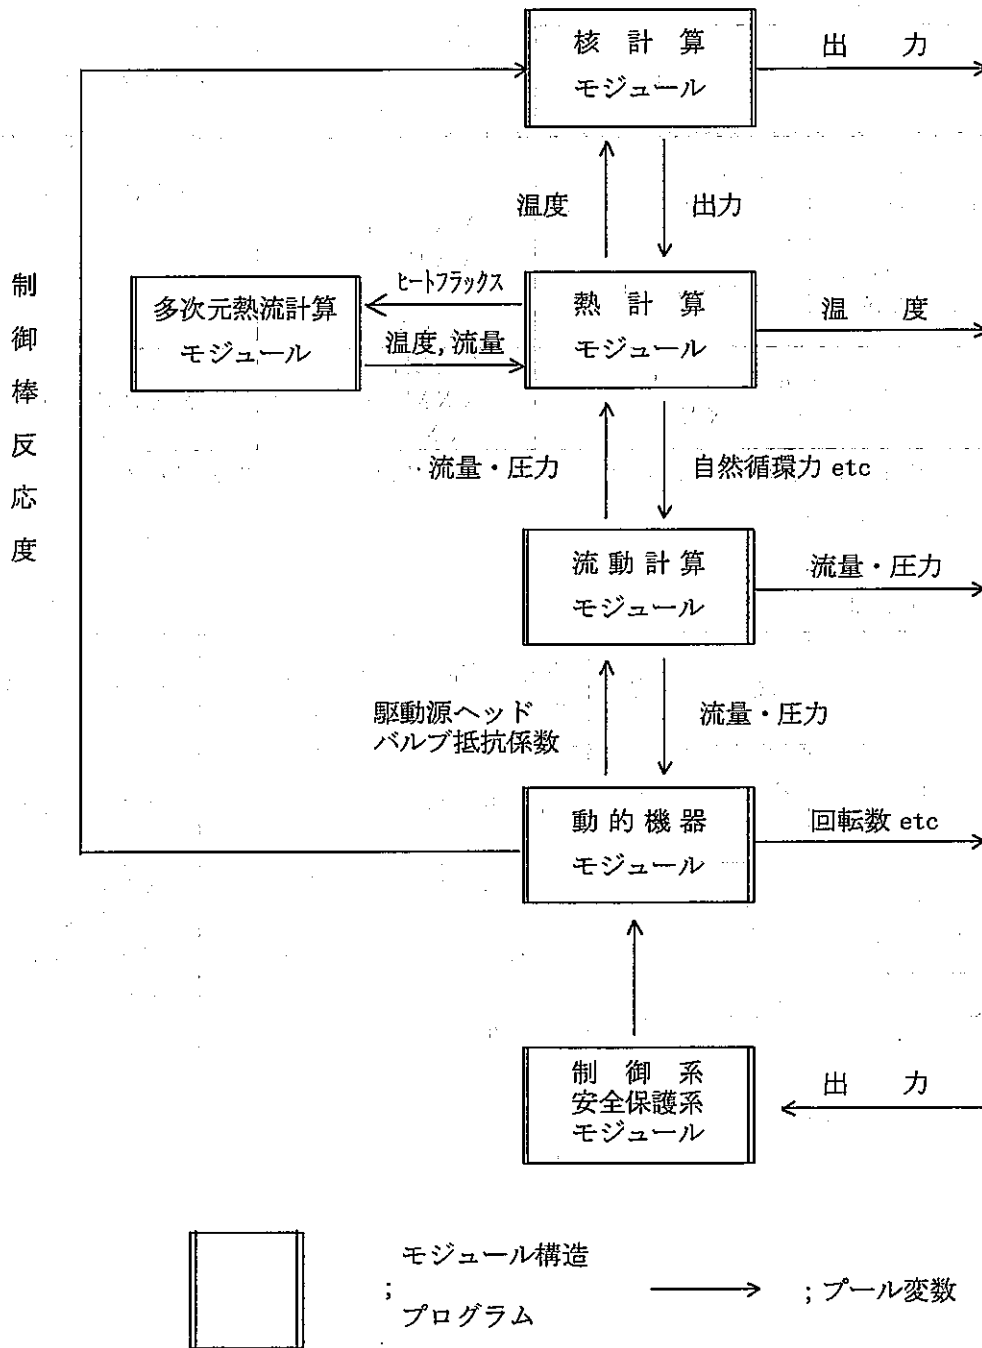 核計算
モジュール
出力
温度
出力
制御棒反応度
多次元熱流計算
モジュール
ヒートフラックス
温度,流量
熱計算
モジュール
温度
流量・圧力
自然循環力 etc
流動計算
モジュール
流量・圧力
駆動源ヘッド
バルブ抵抗係数
流量・圧力
動的機器
モジュール
回転数 etc
制御系
安全保護系
モジュール
出力
; モジュール構造
プログラム
; プール変数